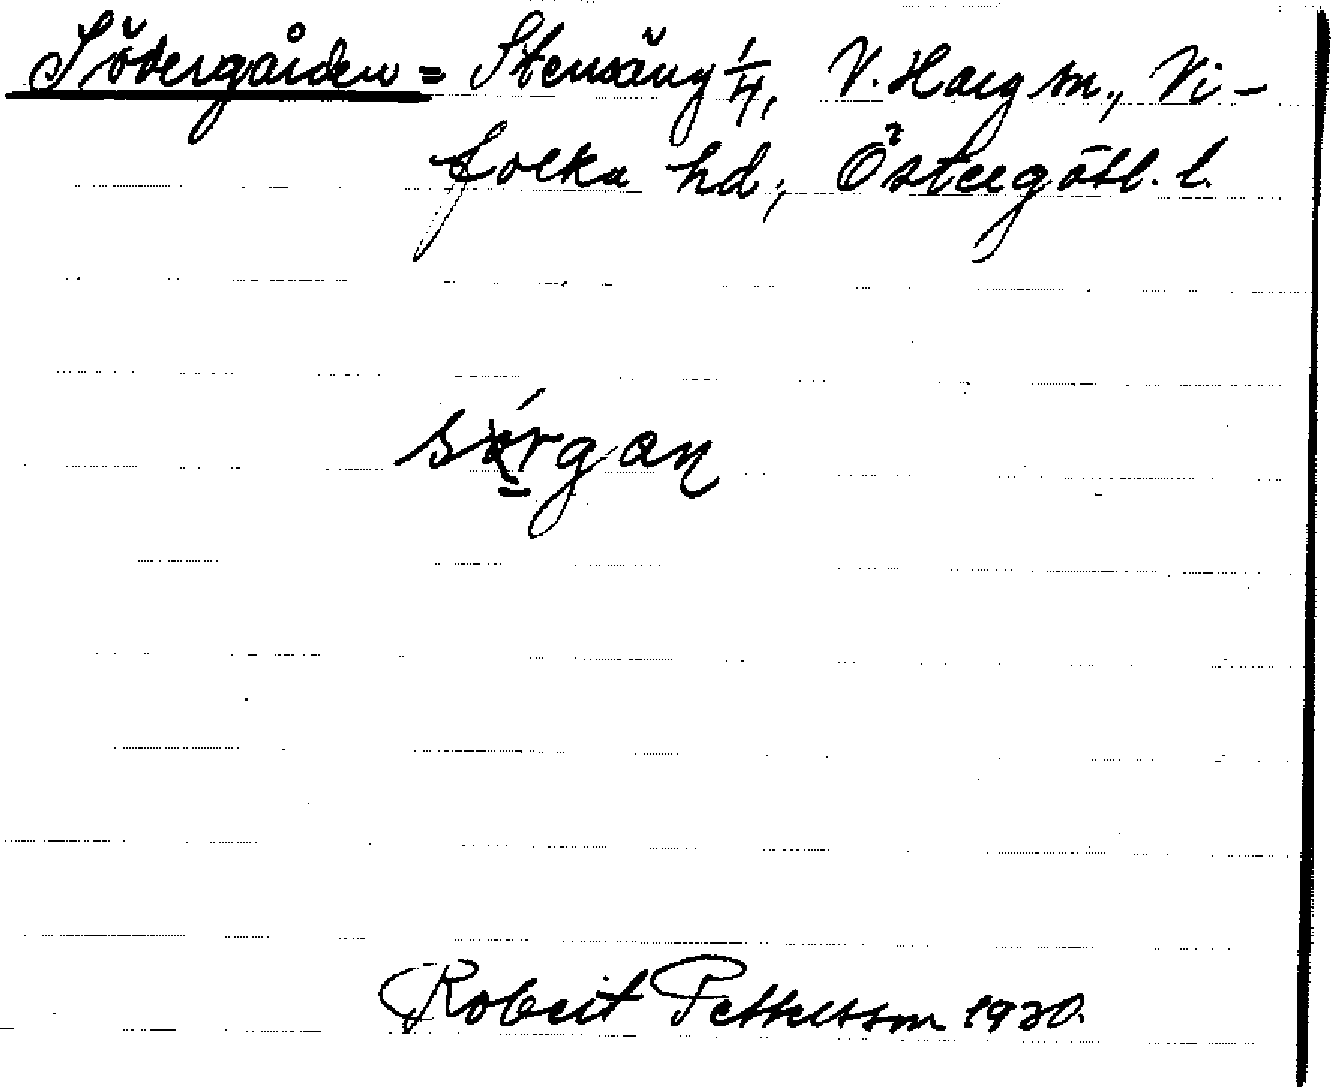 Södergården = Stensäng 1/4, V. Harg sn., Vi-
folka hd, Östergötl. l.
sörgan
Robert Pettersson 1930.